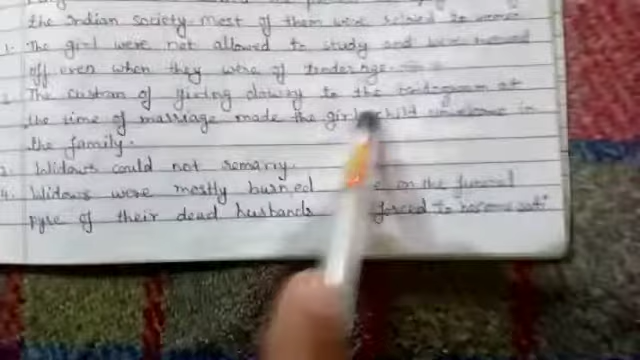 the Indian society. Most of them were related to women
1. The girl were not allowed to study and were married
off even when they were of tender age.
2. The custran of giving dowry to the bridegroom at
the time of massiage made the girl child unwelcome in
the family.
3. Widows could not remarry.
4. Widows were mostly burned on the funeral
Pyre of their dead husbands forced to become sati